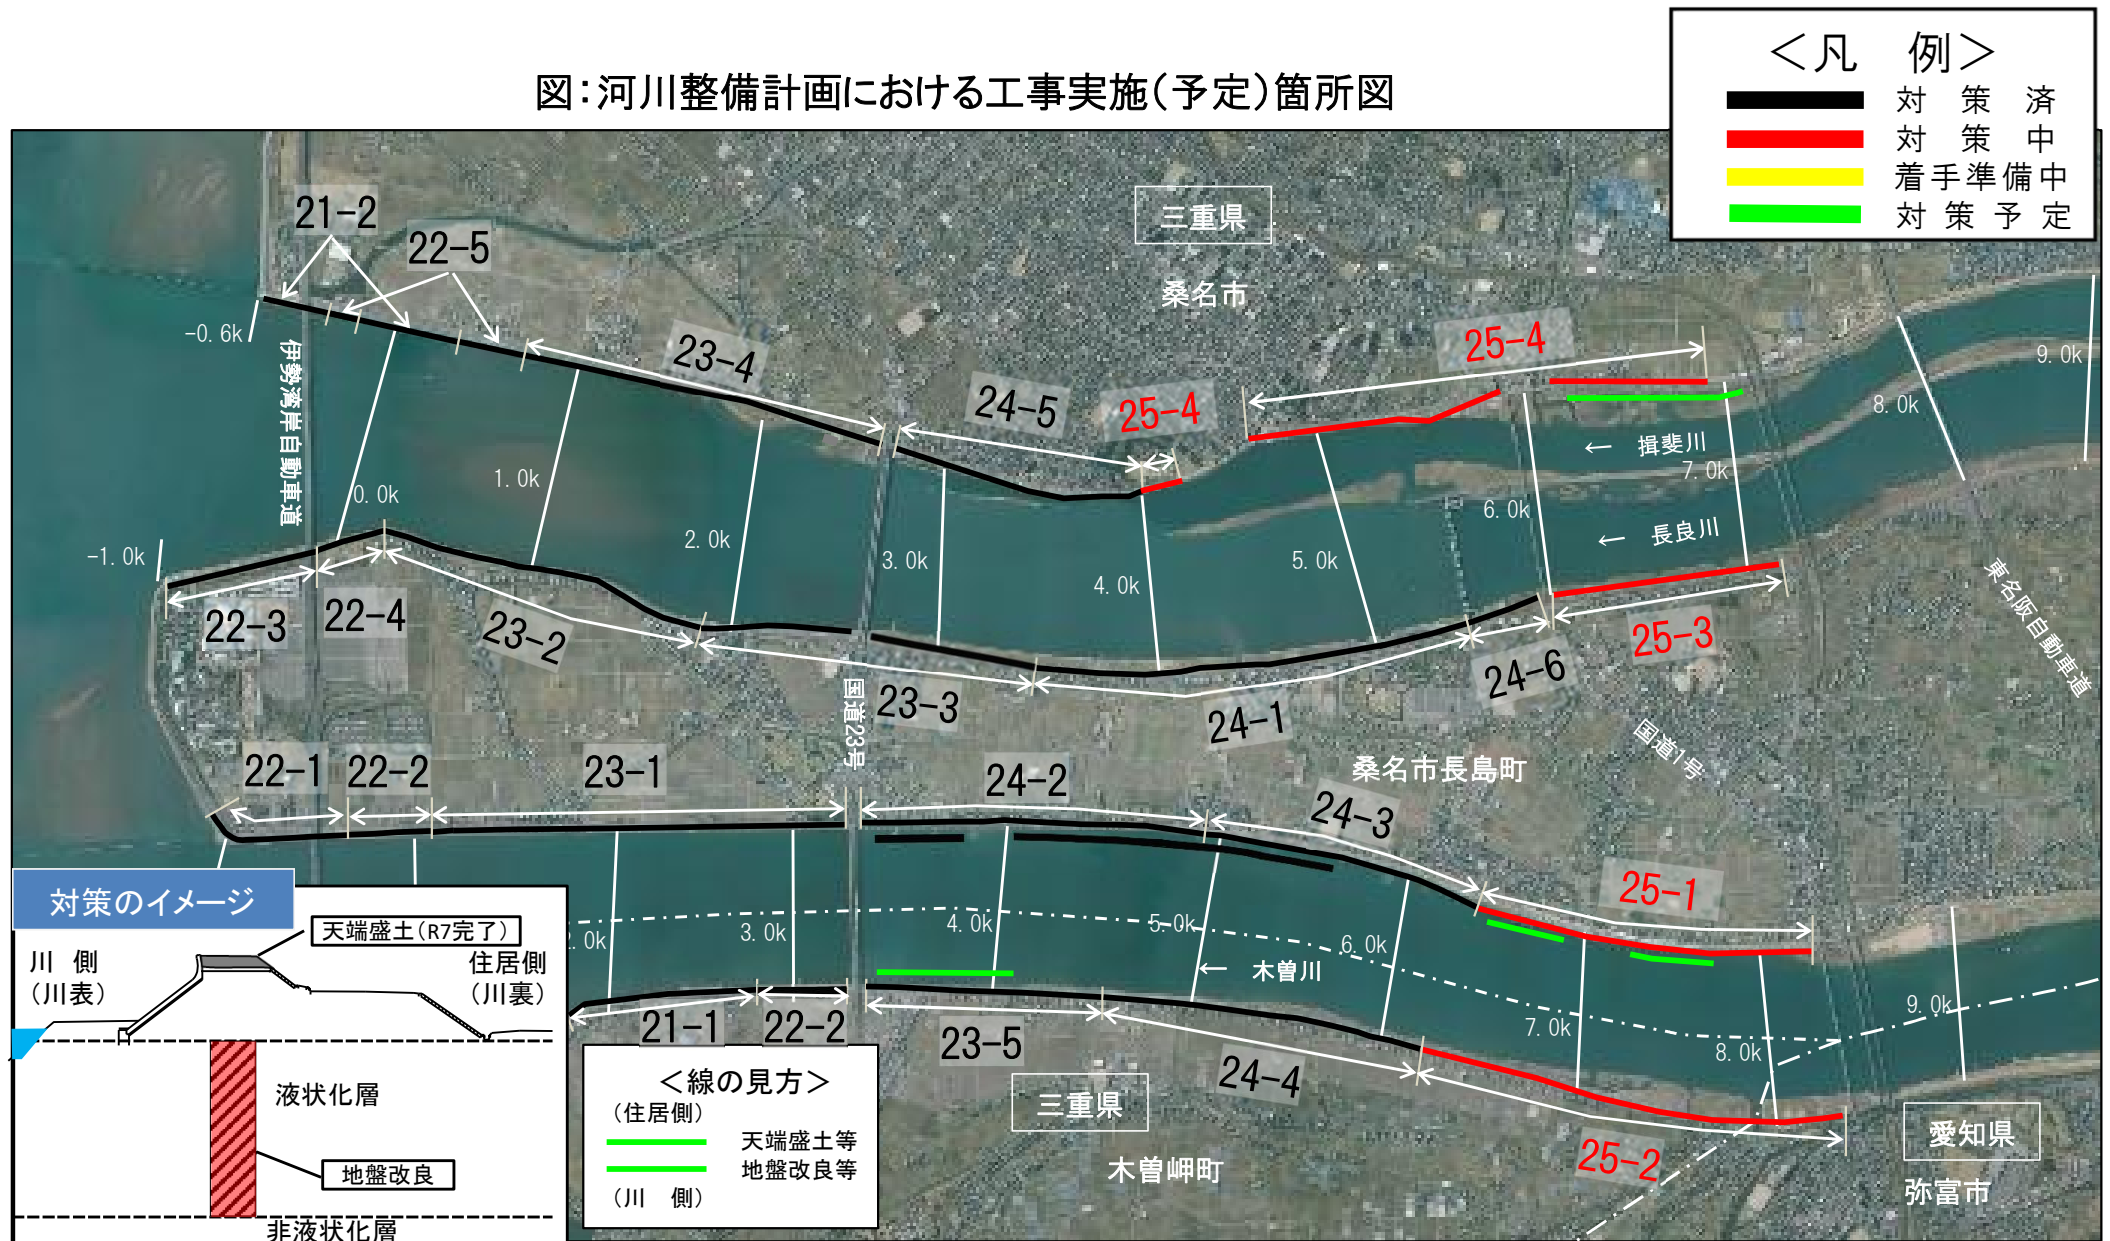 図：河川整備計画における工事実施（予定）箇所図
＜凡　例＞
対　策　済
対　策　中
着手準備中
対 策 予 定
21-2
22-5
三重県
桑名市
-0.6k
伊勢湾岸自動車道
23-4
24-5
25-4
25-4
9.0k
8.0k
← 揖斐川
7.0k
0.0k
1.0k
2.0k
3.0k
4.0k
5.0k
6.0k
← 長良川
-1.0k
東名阪自動車道
22-3
22-4
23-2
23-3
24-1
24-6
25-3
国道23号
国道1号
桑名市長島町
22-1
22-2
23-1
24-2
24-3
25-1
対策のイメージ
天端盛土（R7完了）
川　側
（川表）
住居側
（川裏）
液状化層
地盤改良
非液状化層
2.0k
3.0k
4.0k
5.0k
6.0k
← 木曽川
7.0k
8.0k
9.0k
21-1
22-2
23-5
24-4
25-2
＜線の見方＞
（住居側）
天端盛土等
地盤改良等
（川　側）
三重県
木曽岬町
愛知県
弥富市